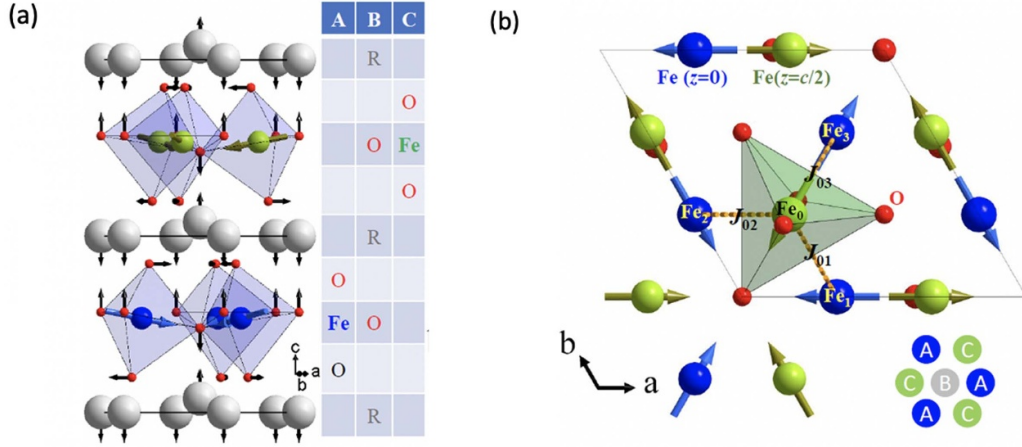 (a)
A B C
R
O
O Fe
O
R
O
Fe O
O
R
c
a
b
(b)
Fe (z=0) Fe(z=c/2)
Fe3
J03
O
Fe2 J02 Fe0
J01
Fe1
b
a
A C
C B A
A C